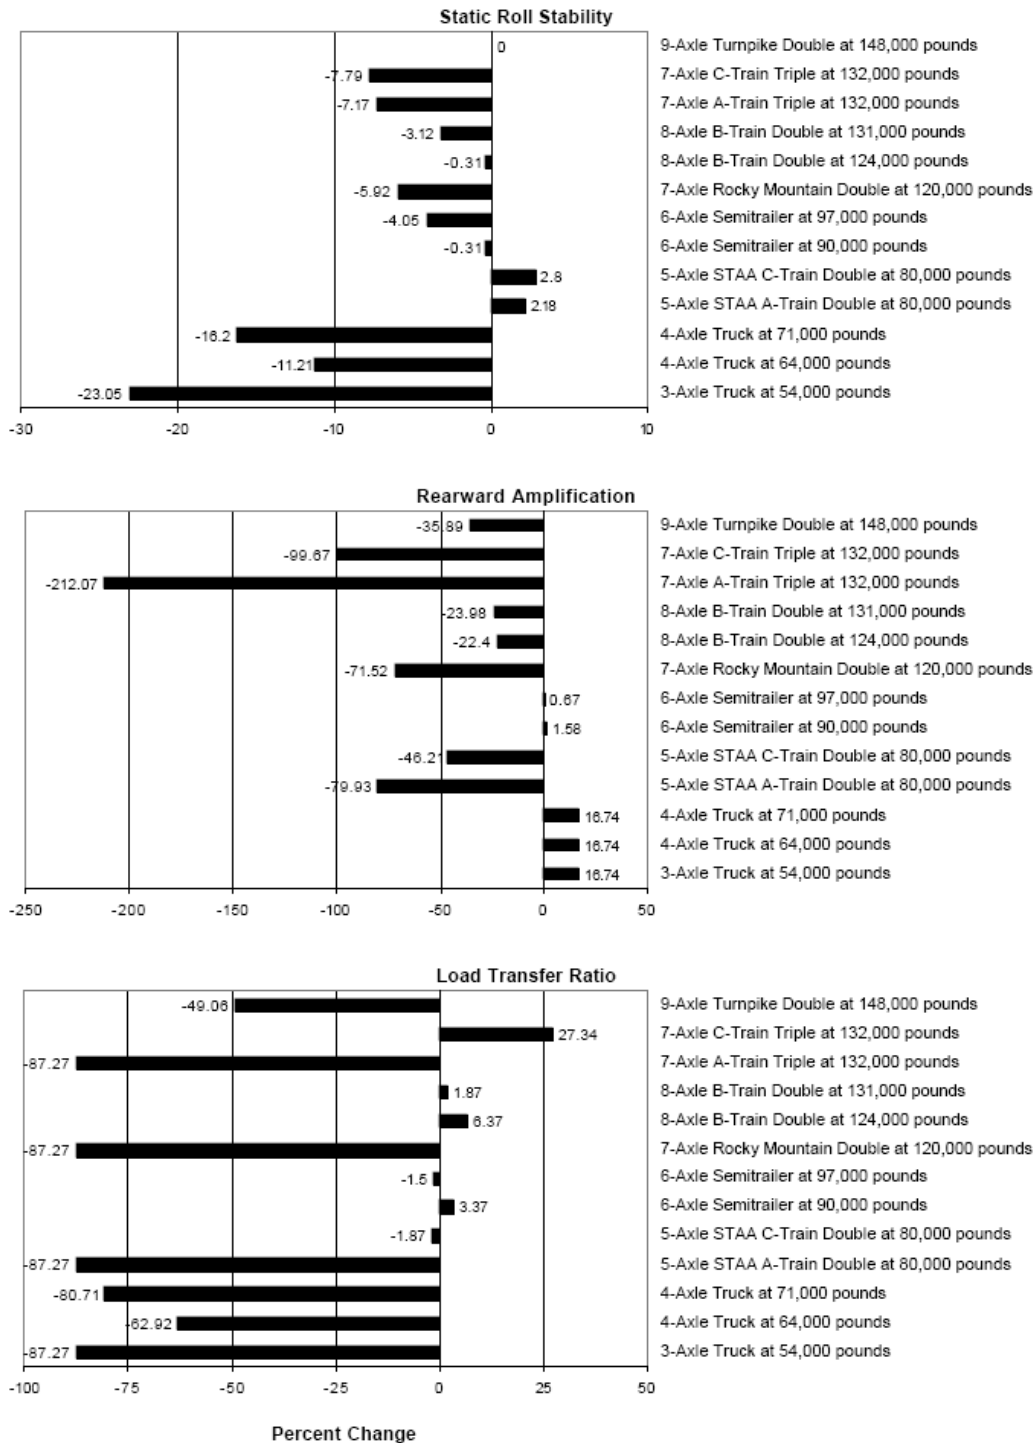 Static Roll Stability
0 9-Axle Turnpike Double at 148,000 pounds
-7.79 7-Axle C-Train Triple at 132,000 pounds
-7.17 7-Axle A-Train Triple at 132,000 pounds
-3.12 8-Axle B-Train Double at 131,000 pounds
-0.31 8-Axle B-Train Double at 124,000 pounds
-5.92 7-Axle Rocky Mountain Double at 120,000 pounds
-4.05 6-Axle Semitrailer at 97,000 pounds
-0.31 6-Axle Semitrailer at 90,000 pounds
2.8 5-Axle STAA C-Train Double at 80,000 pounds
2.18 5-Axle STAA A-Train Double at 80,000 pounds
-16.2 4-Axle Truck at 71,000 pounds
-11.21 4-Axle Truck at 64,000 pounds
-23.05 3-Axle Truck at 54,000 pounds
-30 -20 -10 0 10
Rearward Amplification
-35.89 9-Axle Turnpike Double at 148,000 pounds
-99.67 7-Axle C-Train Triple at 132,000 pounds
-212.07 7-Axle A-Train Triple at 132,000 pounds
-23.98 8-Axle B-Train Double at 131,000 pounds
-22.4 8-Axle B-Train Double at 124,000 pounds
-71.52 7-Axle Rocky Mountain Double at 120,000 pounds
0.67 6-Axle Semitrailer at 97,000 pounds
1.58 6-Axle Semitrailer at 90,000 pounds
-46.21 5-Axle STAA C-Train Double at 80,000 pounds
-79.93 5-Axle STAA A-Train Double at 80,000 pounds
16.74 4-Axle Truck at 71,000 pounds
16.74 4-Axle Truck at 64,000 pounds
16.74 3-Axle Truck at 54,000 pounds
-250 -200 -150 -100 -50 0 50
Load Transfer Ratio
-49.06 9-Axle Turnpike Double at 148,000 pounds
27.34 7-Axle C-Train Triple at 132,000 pounds
-87.27 7-Axle A-Train Triple at 132,000 pounds
1.87 8-Axle B-Train Double at 131,000 pounds
6.37 8-Axle B-Train Double at 124,000 pounds
-87.27 7-Axle Rocky Mountain Double at 120,000 pounds
-1.5 6-Axle Semitrailer at 97,000 pounds
3.37 6-Axle Semitrailer at 90,000 pounds
-1.87 5-Axle STAA C-Train Double at 80,000 pounds
-87.27 5-Axle STAA A-Train Double at 80,000 pounds
-80.71 4-Axle Truck at 71,000 pounds
-62.92 4-Axle Truck at 64,000 pounds
-87.27 3-Axle Truck at 54,000 pounds
-100 -75 -50 -25 0 25 50
Percent Change